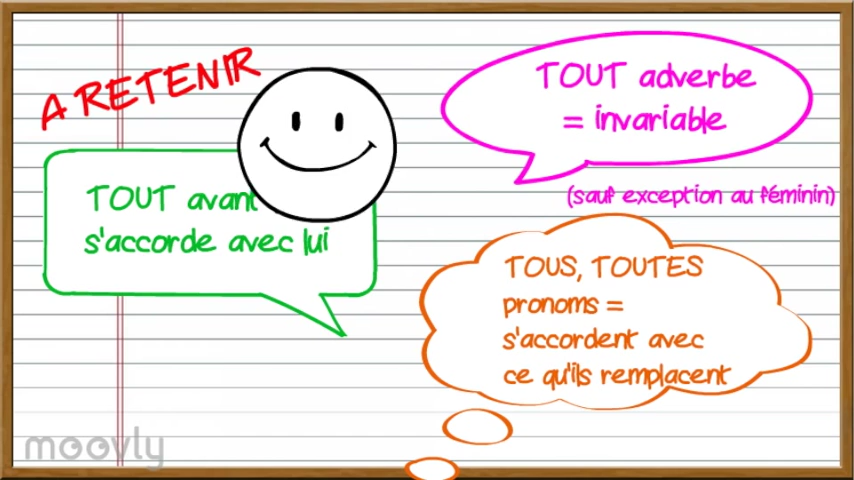 A RETENIR
TOUT avant
s'accorde avec lui
TOUT adverbe
= invariable
(sauf exception au féminin)
TOUS, TOUTES
pronoms =
s'accordent avec
ce qu'ils remplacent
moovly